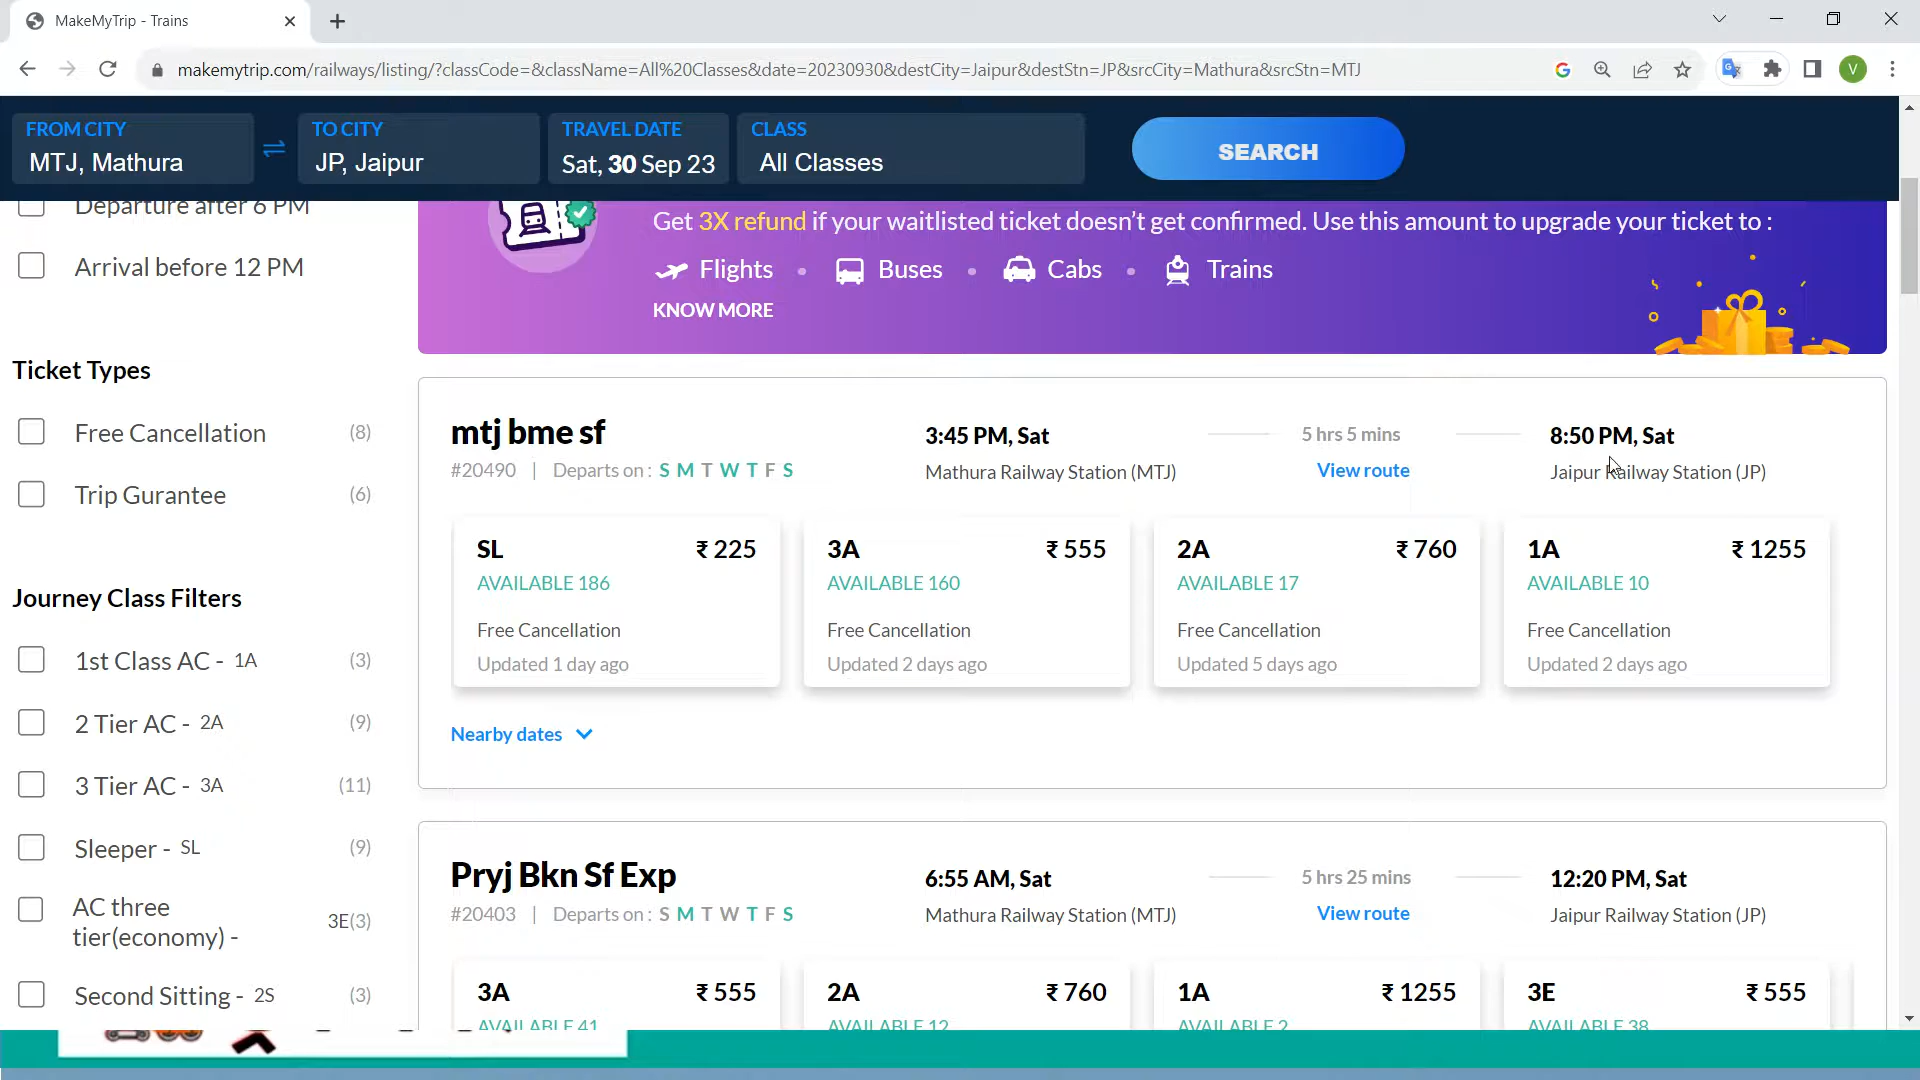 MakeMyTrip - Trains
makemytrip.com/railways/listing/?classCode=&className=All%20Classes&date=20230930&destCity=Jaipur&destStn=JP&srcCity=Mathura&srcStn=MTJ
V
FROM CITY
MTJ, Mathura
TO CITY
JP, Jaipur
TRAVEL DATE
Sat, 30 Sep 23
CLASS
All Classes
SEARCH
Departure after 6 PM
Arrival before 12 PM
Ticket Types
Free Cancellation (8)
Trip Gurantee (6)
Journey Class Filters
1st Class AC - 1A (3)
2 Tier AC - 2A (9)
3 Tier AC - 3A (11)
Sleeper - SL (9)
AC three
tier(economy) - 3E(3)
Second Sitting - 2S (3)
Get 3X refund if your waitlisted ticket doesn’t get confirmed. Use this amount to upgrade your ticket to :
Flights • Buses • Cabs • Trains
KNOW MORE
mtj bme sf
#20490 | Departs on : S M T W T F S
3:45 PM, Sat
Mathura Railway Station (MTJ)
5 hrs 5 mins
View route
8:50 PM, Sat
Jaipur Railway Station (JP)
SL ₹ 225
AVAILABLE 186
Free Cancellation
Updated 1 day ago
3A ₹ 555
AVAILABLE 160
Free Cancellation
Updated 2 days ago
2A ₹ 760
AVAILABLE 17
Free Cancellation
Updated 5 days ago
1A ₹ 1255
AVAILABLE 10
Free Cancellation
Updated 2 days ago
Nearby dates
Pryj Bkn Sf Exp
#20403 | Departs on : S M T W T F S
6:55 AM, Sat
Mathura Railway Station (MTJ)
5 hrs 25 mins
View route
12:20 PM, Sat
Jaipur Railway Station (JP)
3A ₹ 555
AVAILABLE 41
2A ₹ 760
AVAILABLE 12
1A ₹ 1255
AVAILABLE 2
3E ₹ 555
AVAILABLE 38